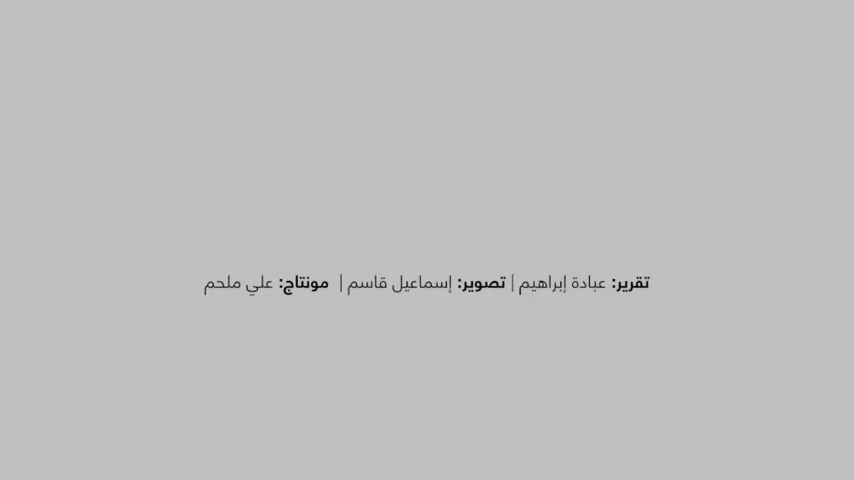 تقرير: عبادة إبراهيم | تصوير: إسماعيل قاسم | مونتاج: علي ملحم